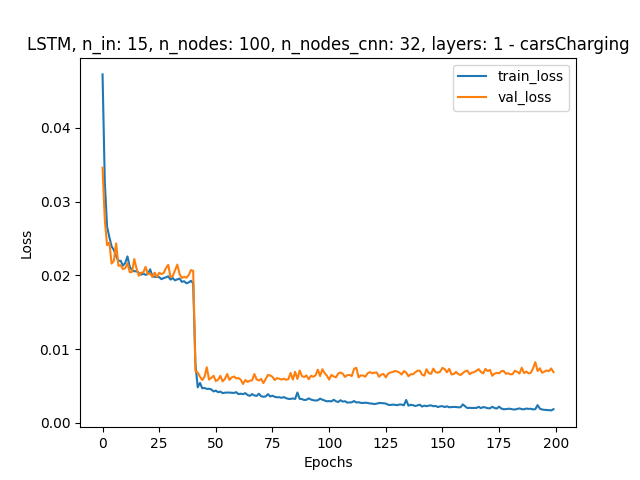 LSTM, n_in: 15, n_nodes: 100, n_nodes_cnn: 32, layers: 1 - carsCharging
train_loss
val_loss
0.04
0.03
0.02
0.01
0.00
Loss
0 25 50 75 100 125 150 175 200
Epochs